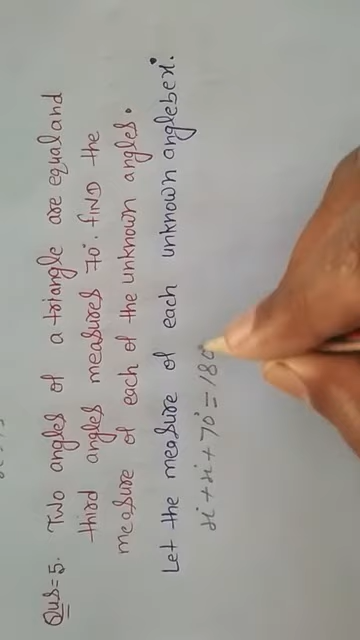 Qus=5. Two angles of a triangle are equal and
third angles measures 70°. find the
measure of each of the unknown angles.
Let the measure of each unknown angle be x°.
x + x + 70° = 180